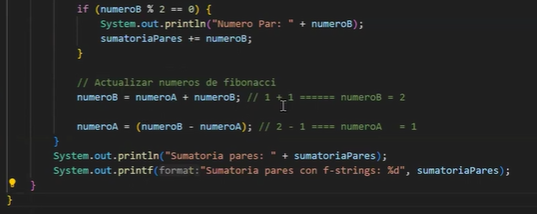 if (numeroB % 2 == 0) {
System.out.println("Numero Par: " + numeroB);
sumatoriaPares += numeroB;
}
// Actualizar numeros de fibonacci
numeroB = numeroA + numeroB; // 1 + 1 ====== numeroB = 2
numeroA = (numeroB - numeroA); // 2 - 1 ==== numeroA = 1
}
System.out.println("Sumatoria pares: " + sumatoriaPares);
System.out.printf(format:"Sumatoria pares con f-strings: %d", sumatoriaPares);
}
}